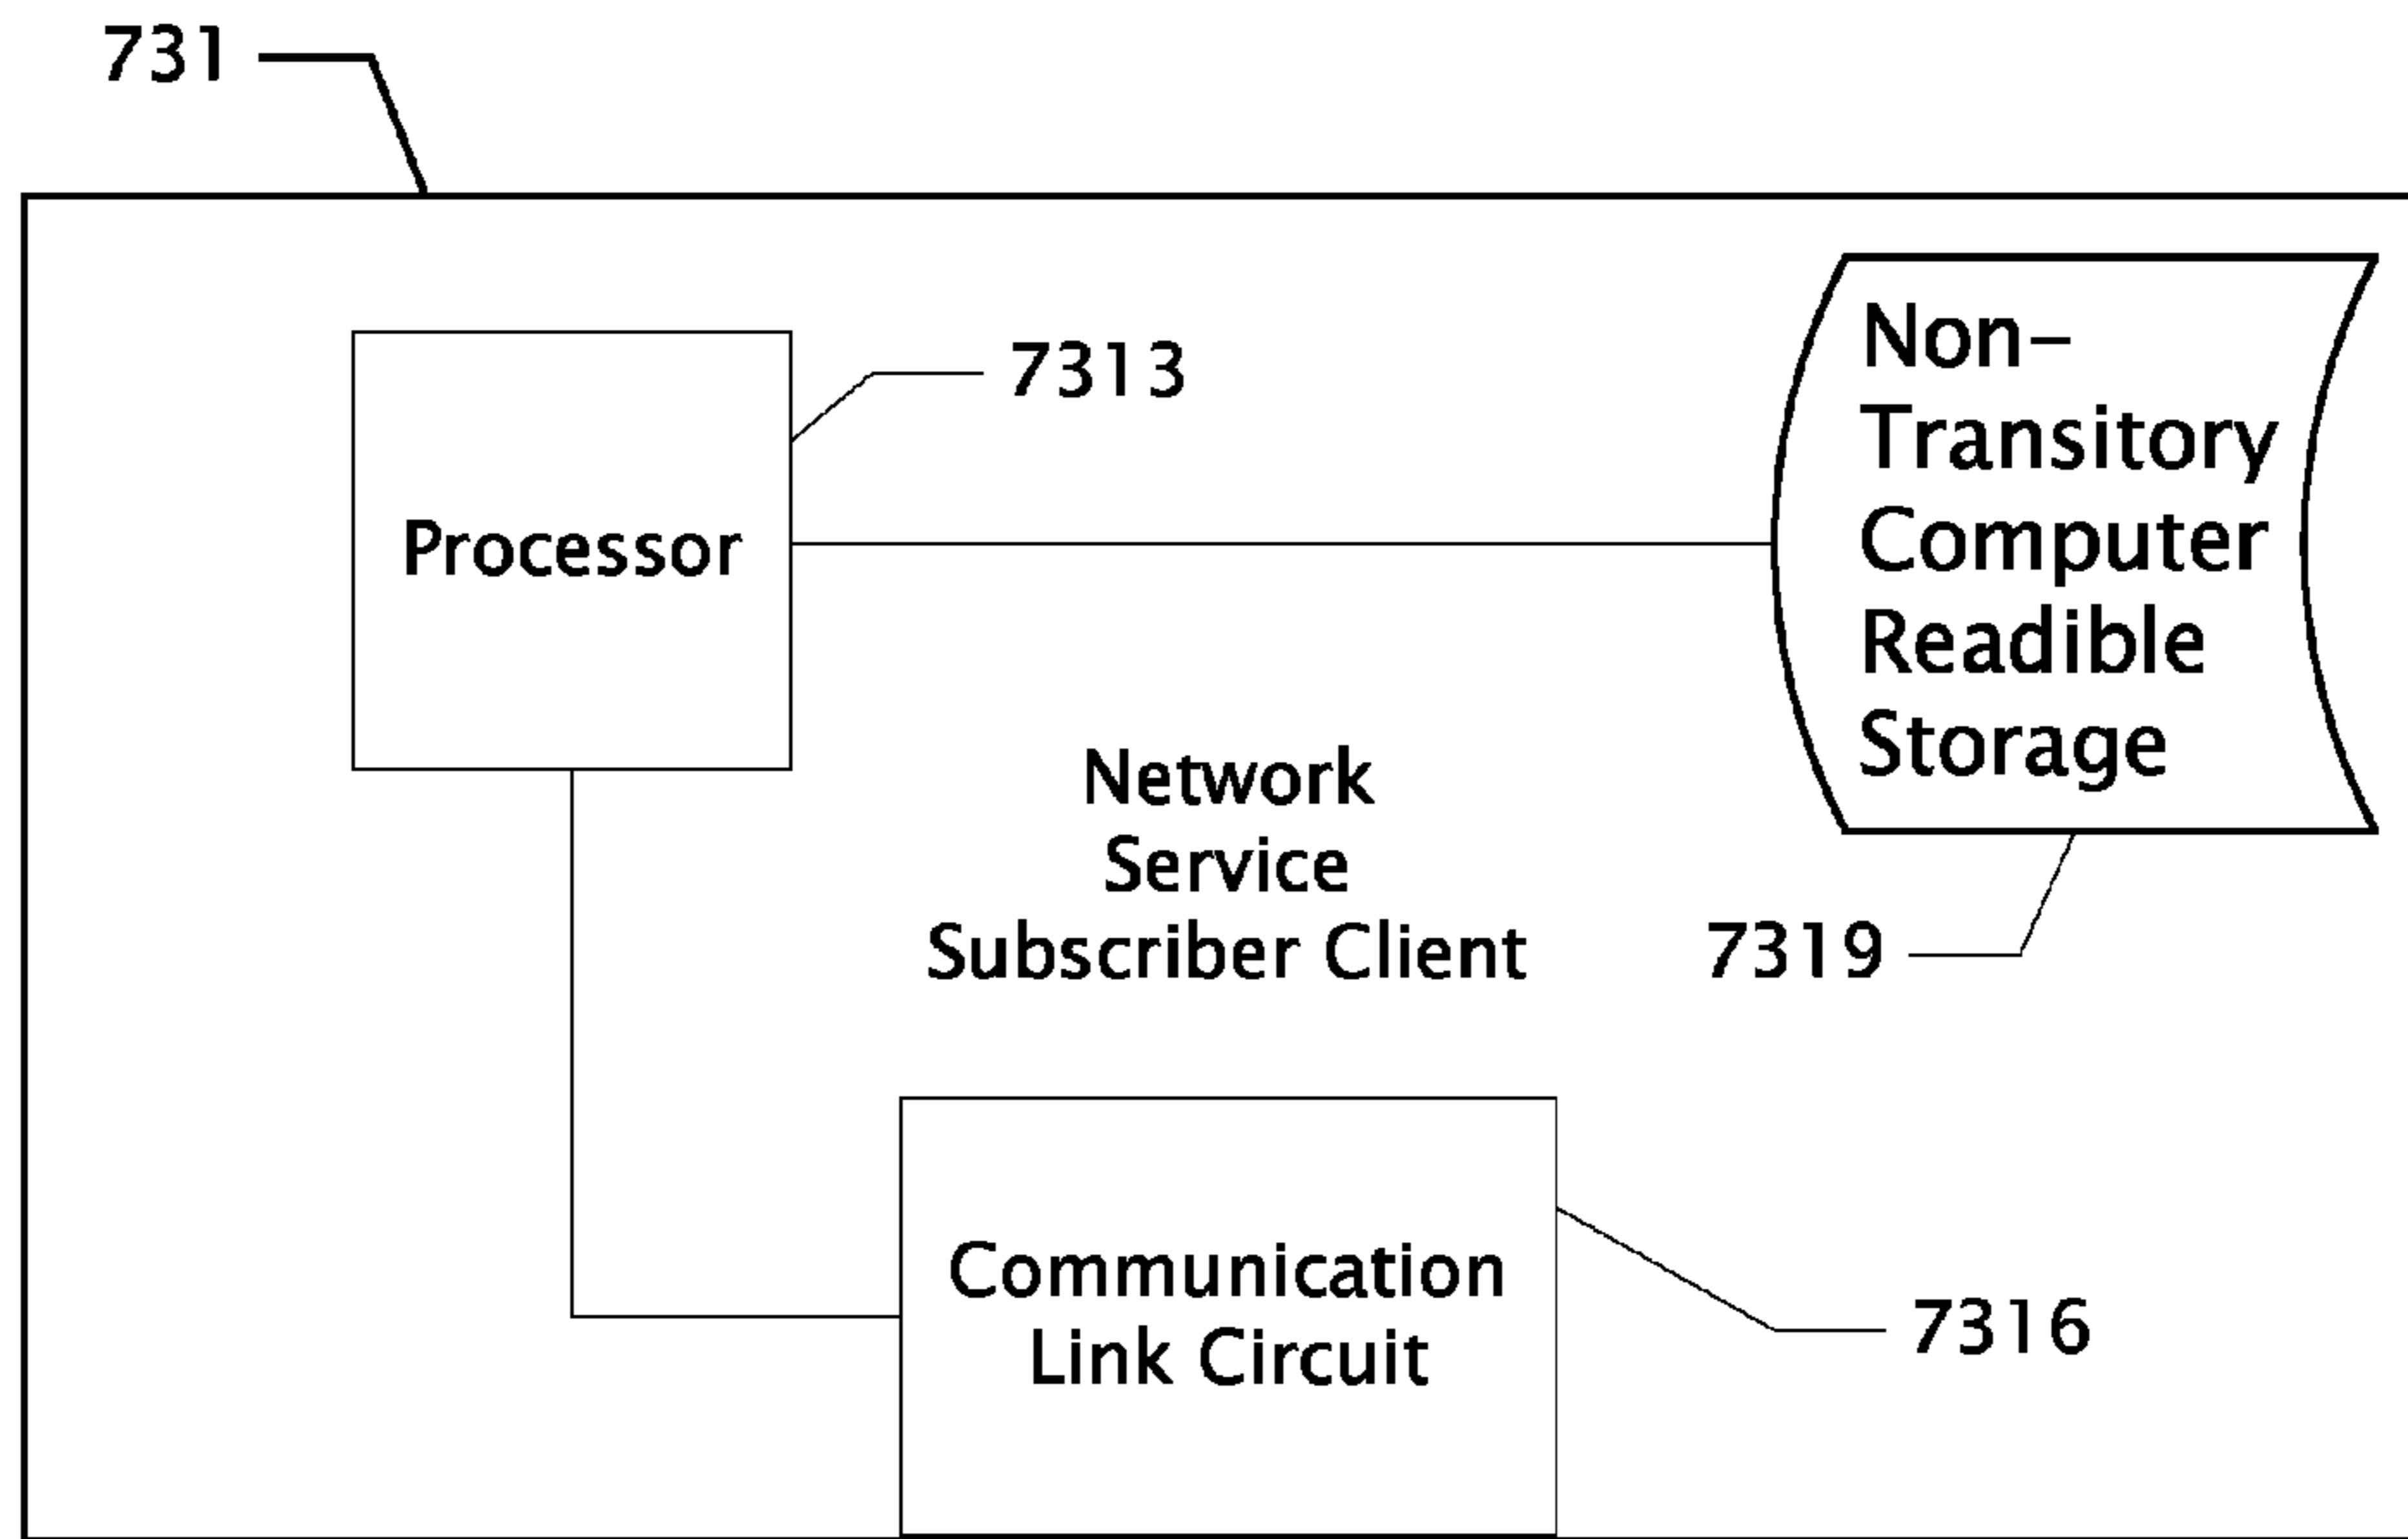 731
7313
Processor
Non-
Transitory
Computer
Readible
Storage
Network
Service
Subscriber Client
7319
Communication
Link Circuit
7316